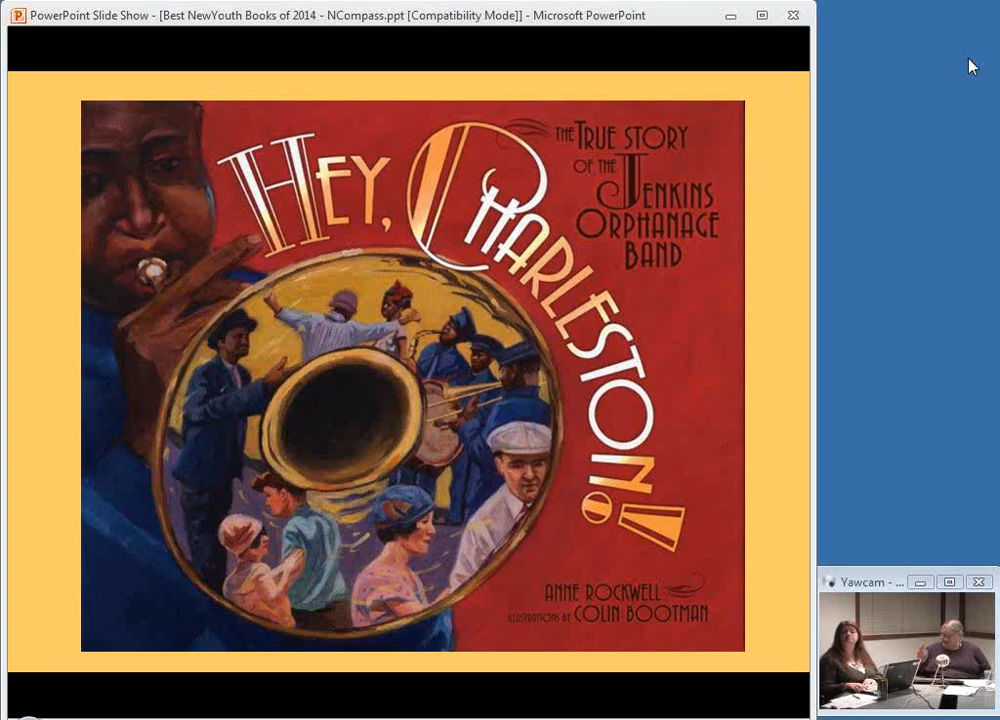 PowerPoint Slide Show - [Best NewYouth Books of 2014 - NCompass.ppt [Compatibility Mode]] - Microsoft PowerPoint
HEY, CHARLESTON!
THE TRUE STORY
OF THE JENKINS
ORPHANAGE
BAND
ANNE ROCKWELL
ILLUSTRATIONS BY COLIN BOOTMAN
Yawcam - ...